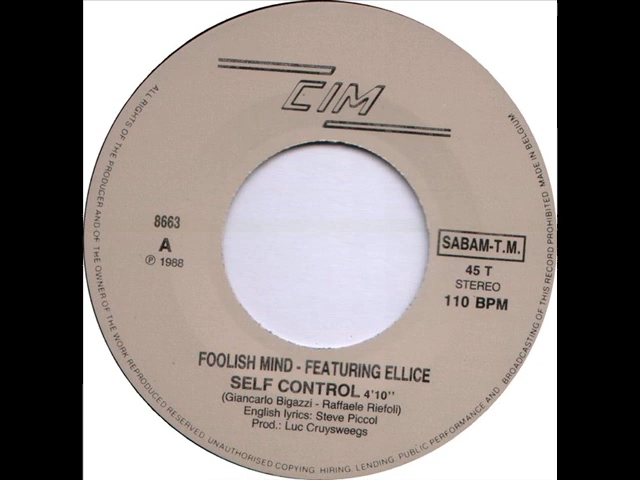 CIM
8663
A
℗ 1988
SABAM-T.M.
45 T
STEREO
110 BPM
FOOLISH MIND - FEATURING ELLICE
SELF CONTROL 4'10''
(Giancarlo Bigazzi - Raffaele Riefoli)
English lyrics: Steve Piccol
Prod.: Luc Cruysweegs
ALL RIGHTS OF THE PRODUCER AND OF THE OWNER OF THE WORK REPRODUCED RESERVED. UNAUTHORISED COPYING, HIRING, LENDING, PUBLIC PERFORMANCE AND BROADCASTING OF THIS RECORD PROHIBITED MADE IN BELGIUM